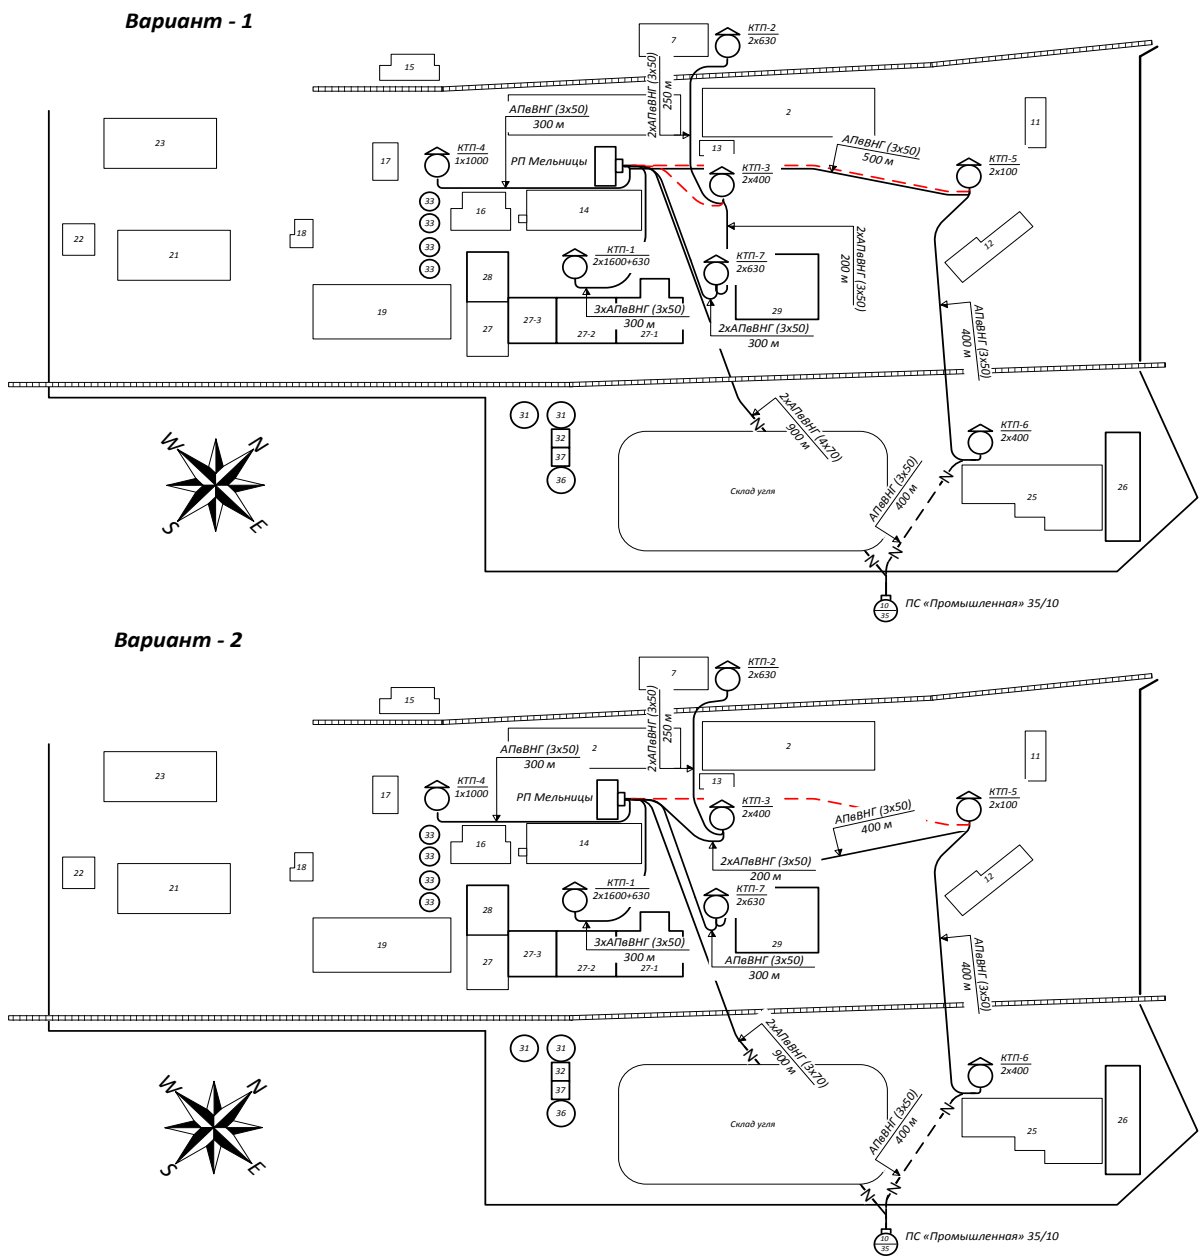 Вариант - 1
КТП-2
2х630
7
15
2хАПвВНГ (3х50)
250 м
АПвВНГ (3х50)
300 м
2
11
23
17
КТП-4
1х1000
РП Мельницы
13
КТП-3
2х400
АПвВНГ (3х50)
500 м
КТП-5
2х100
33
33
33
33
16
14
18
22
21
12
КТП-1
2х1600+630
КТП-7
2х630
2хАПвВНГ (3х50)
200 м
28
19
27
27-3
27-2
27-1
29
3хАПвВНГ (3х50)
300 м
2хАПвВНГ (3х50)
300 м
АПвВНГ (3х50)
400 м
W
N
S
E
31
31
32
37
36
2хАПвВНГ (4х70)
900 м
N
КТП-6
2х400
Склад угля
АПвВНГ (3х50)
400 м
N
25
26
N
N
10
35
ПС «Промышленная» 35/10
Вариант - 2
КТП-2
2х630
7
15
2хАПвВНГ (3х50)
250 м
АПвВНГ (3х50)
300 м
2
2
11
23
17
КТП-4
1х1000
РП Мельницы
13
КТП-3
2х400
АПвВНГ (3х50)
400 м
КТП-5
2х100
33
33
33
33
16
14
18
22
21
12
2хАПвВНГ (3х50)
200 м
КТП-1
2х1600+630
КТП-7
2х630
28
19
27
27-3
27-2
27-1
29
3хАПвВНГ (3х50)
300 м
АПвВНГ (3х50)
300 м
АПвВНГ (3х50)
400 м
W
N
S
E
31
31
32
37
36
2хАПвВНГ (3х70)
900 м
N
КТП-6
2х400
Склад угля
АПвВНГ (3х50)
400 м
N
25
26
N
N
10
35
ПС «Промышленная» 35/10